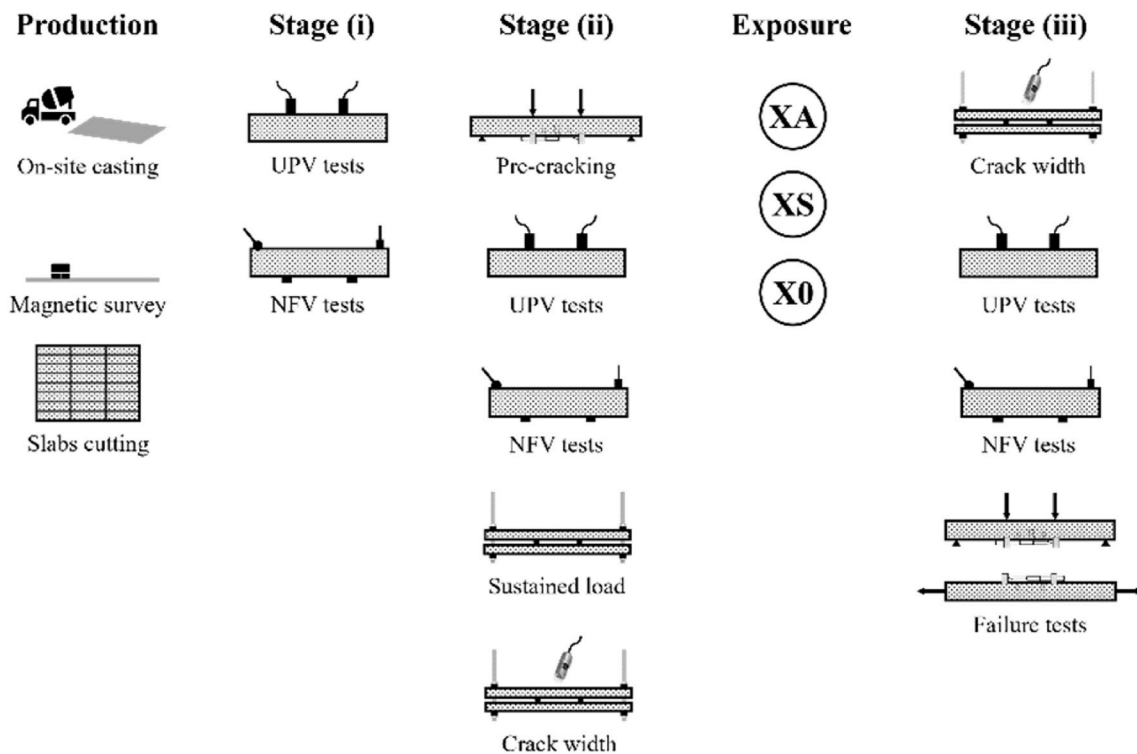 Production
On-site casting
Magnetic survey
Slabs cutting
Stage (i)
UPV tests
NFV tests
Stage (ii)
Pre-cracking
UPV tests
NFV tests
Sustained load
Crack width
Exposure
XA
XS
X0
Stage (iii)
Crack width
UPV tests
NFV tests
Failure tests